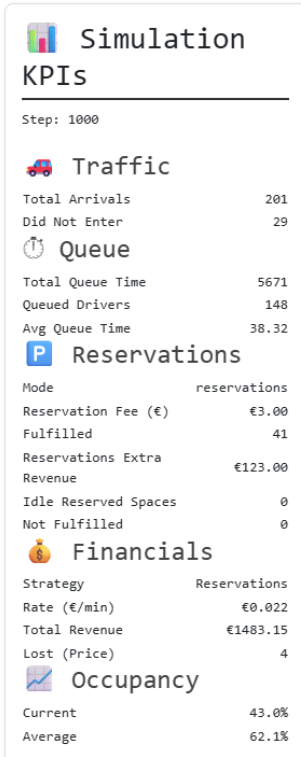 Simulation
KPIs
Step: 1000
Traffic
Total Arrivals 201
Did Not Enter 29
Queue
Total Queue Time 5671
Queued Drivers 148
Avg Queue Time 38.32
P Reservations
Mode reservations
Reservation Fee (€) €3.00
Fulfilled 41
Reservations Extra
Revenue €123.00
Idle Reserved Spaces 0
Not Fulfilled 0
$ Financials
Strategy Reservations
Rate (€/min) €0.022
Total Revenue €1483.15
Lost (Price) 4
Occupancy
Current 43.0%
Average 62.1%